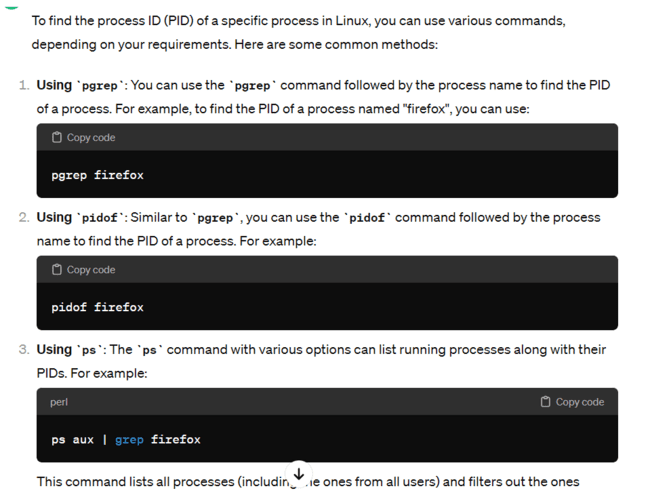 To find the process ID (PID) of a specific process in Linux, you can use various commands,
depending on your requirements. Here are some common methods:
1. Using `pgrep`: You can use the `pgrep` command followed by the process name to find the PID
of a process. For example, to find the PID of a process named "firefox", you can use:
Copy code
pgrep firefox
2. Using `pidof`: Similar to `pgrep`, you can use the `pidof` command followed by the process
name to find the PID of a process. For example:
Copy code
pidof firefox
3. Using `ps`: The `ps` command with various options can list running processes along with their
PIDs. For example:
perl Copy code
ps aux | grep firefox
This command lists all processes (including ones from all users) and filters out the ones